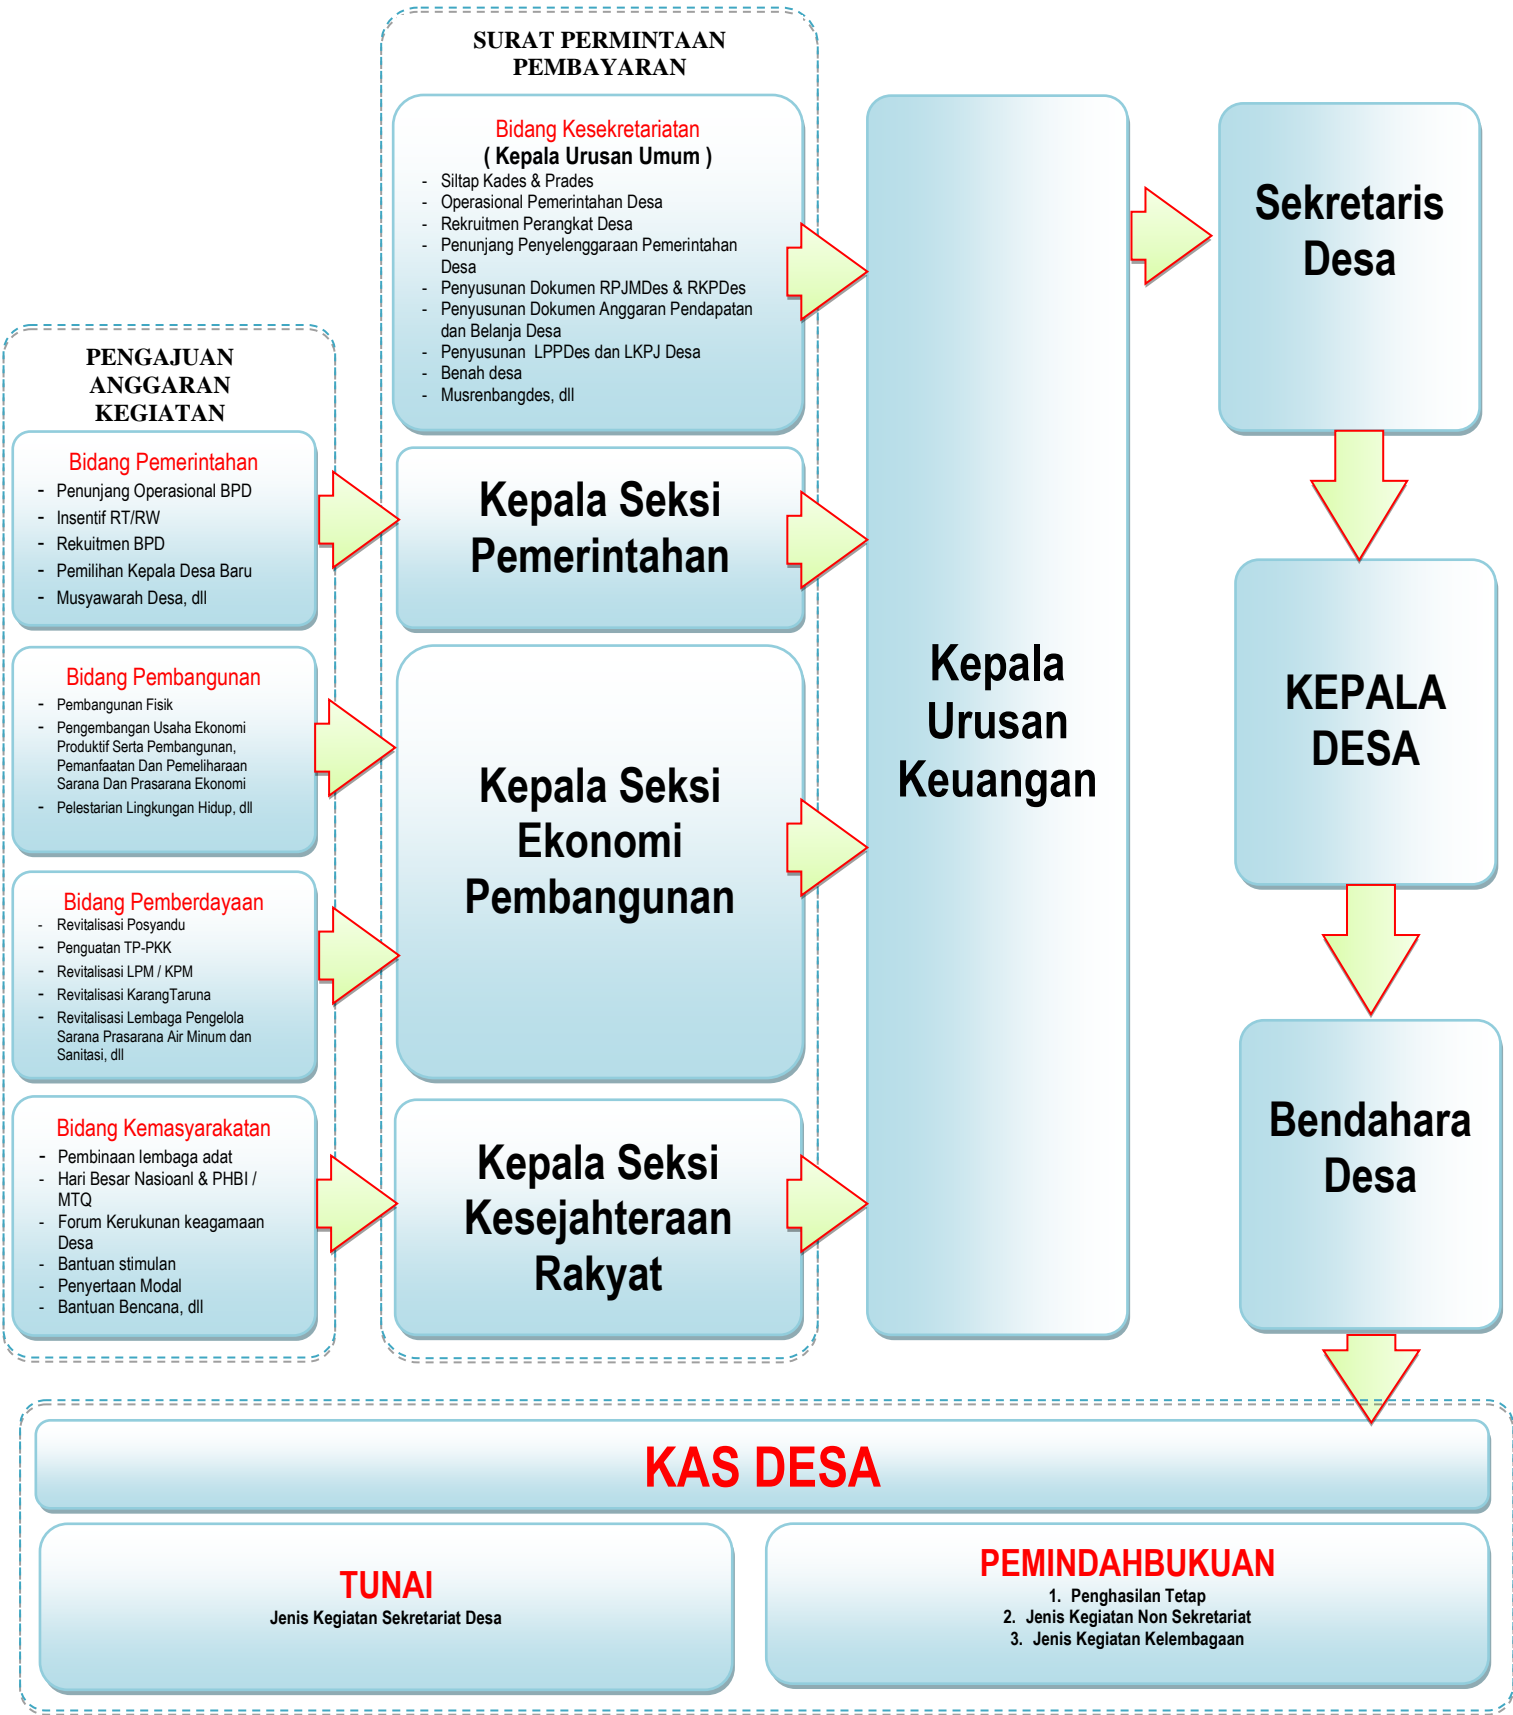 SURAT PERMINTAAN
PEMBAYARAN
Bidang Kesekretariatan
( Kepala Urusan Umum )
- Siltap Kades & Prades
- Operasional Pemerintahan Desa
- Rekruitmen Perangkat Desa
- Penunjang Penyelenggaraan Pemerintahan
Desa
- Penyusunan Dokumen RPJMDes & RKPDes
- Penyusunan Dokumen Anggaran Pendapatan
dan Belanja Desa
- Penyusunan LPPDes dan LKPJ Desa
- Benah desa
- Musrenbangdes, dll
PENGAJUAN
ANGGARAN
KEGIATAN
Bidang Pemerintahan
- Penunjang Operasional BPD
- Insentif RT/RW
- Rekuitmen BPD
- Pemilihan Kepala Desa Baru
- Musyawarah Desa, dll
Bidang Pembangunan
- Pembangunan Fisik
- Pengembangan Usaha Ekonomi
Produktif Serta Pembangunan,
Pemanfaatan Dan Pemeliharaan
Sarana Dan Prasarana Ekonomi
- Pelestarian Lingkungan Hidup, dll
Bidang Pemberdayaan
- Revitalisasi Posyandu
- Penguatan TP-PKK
- Revitalisasi LPM / KPM
- Revitalisasi KarangTaruna
- Revitalisasi Lembaga Pengelola
Sarana Prasarana Air Minum dan
Sanitasi, dll
Bidang Kemasyarakatan
- Pembinaan lembaga adat
- Hari Besar Nasioanl & PHBI /
MTQ
- Forum Kerukunan keagamaan
Desa
- Bantuan stimulan
- Penyertaan Modal
- Bantuan Bencana, dll
Kepala Seksi
Pemerintahan
Kepala Seksi
Ekonomi
Pembangunan
Kepala Seksi
Kesejahteraan
Rakyat
Kepala
Urusan
Keuangan
Sekretaris
Desa
KEPALA
DESA
Bendahara
Desa
KAS DESA
TUNAI
Jenis Kegiatan Sekretariat Desa
PEMINDAHBUKUAN
1. Penghasilan Tetap
2. Jenis Kegiatan Non Sekretariat
3. Jenis Kegiatan Kelembagaan